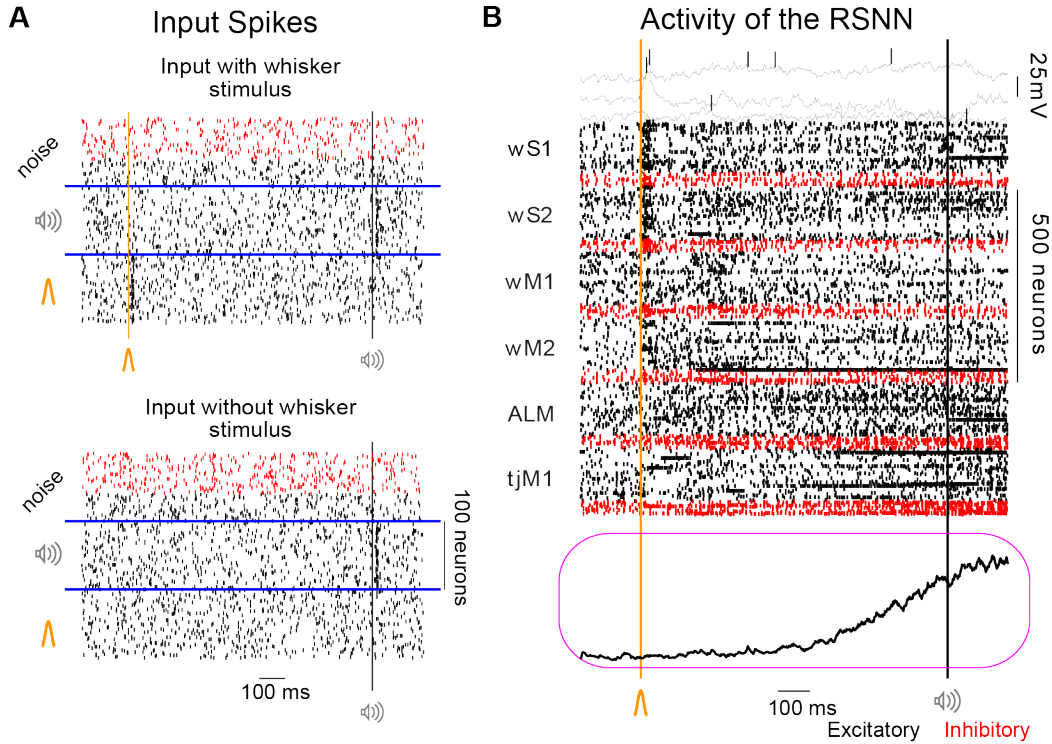 A
Input Spikes
Input with whisker
stimulus
noise
Input without whisker
stimulus
noise
100 neurons
100 ms
B
Activity of the RSNN
25mV
wS1
wS2
wM1
wM2
ALM
tjM1
500 neurons
100 ms
Excitatory Inhibitory